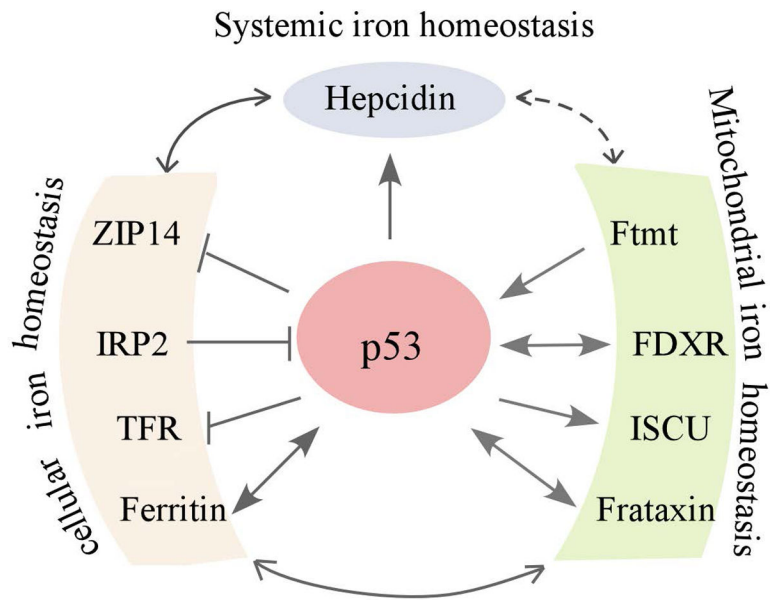 Systemic iron homeostasis
Hepcidin
cellular iron homeostasis
ZIP14
IRP2
TFR
Ferritin
p53
Ftmt
FDXR
ISCU
Frataxin
Mitochondrial iron homeostasis